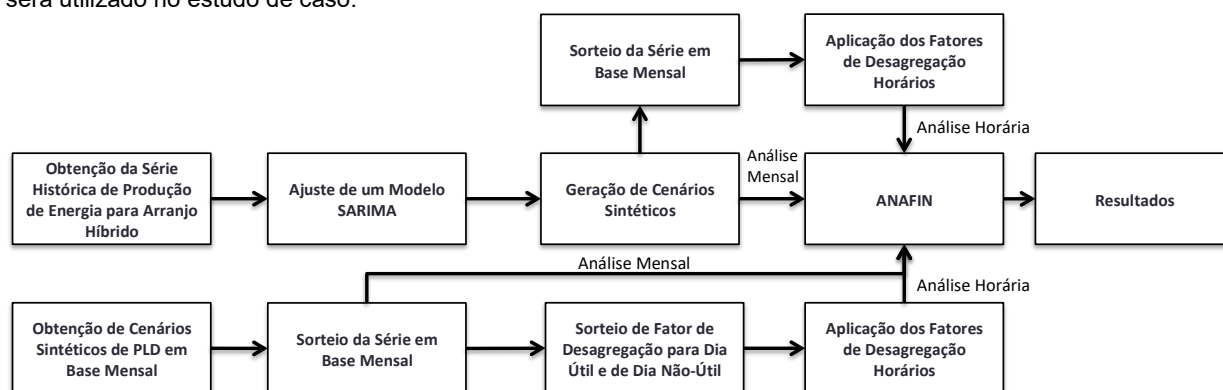 será utilizado no estudo de caso.
Sorteio da Série em
Base Mensal
Aplicação dos Fatores
de Desagregação
Horários
Análise Horária
Obtenção da Série
Histórica de Produção
de Energia para Arranjo
Híbrido
Ajuste de um Modelo
SARIMA
Geração de Cenários
Sintéticos
Análise
Mensal
ANAFIN
Resultados
Análise Mensal
Análise Horária
Obtenção de Cenários
Sintéticos de PLD em
Base Mensal
Sorteio da Série em
Base Mensal
Sorteio de Fator de
Desagregação para Dia
Útil e de Dia Não-Útil
Aplicação dos Fatores
de Desagregação
Horários